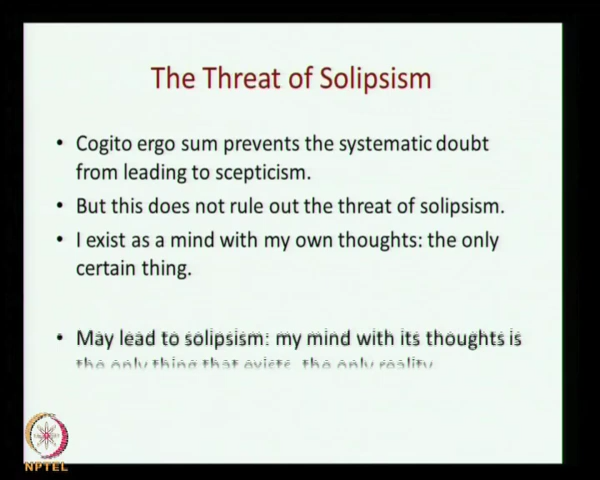 The Threat of Solipsism
• Cogito ergo sum prevents the systematic doubt
from leading to scepticism.
• But this does not rule out the threat of solipsism.
• I exist as a mind with my own thoughts: the only
certain thing.
• May lead to solipsism: my mind with its thoughts is
the only thing that exists, the only reality
NPTEL